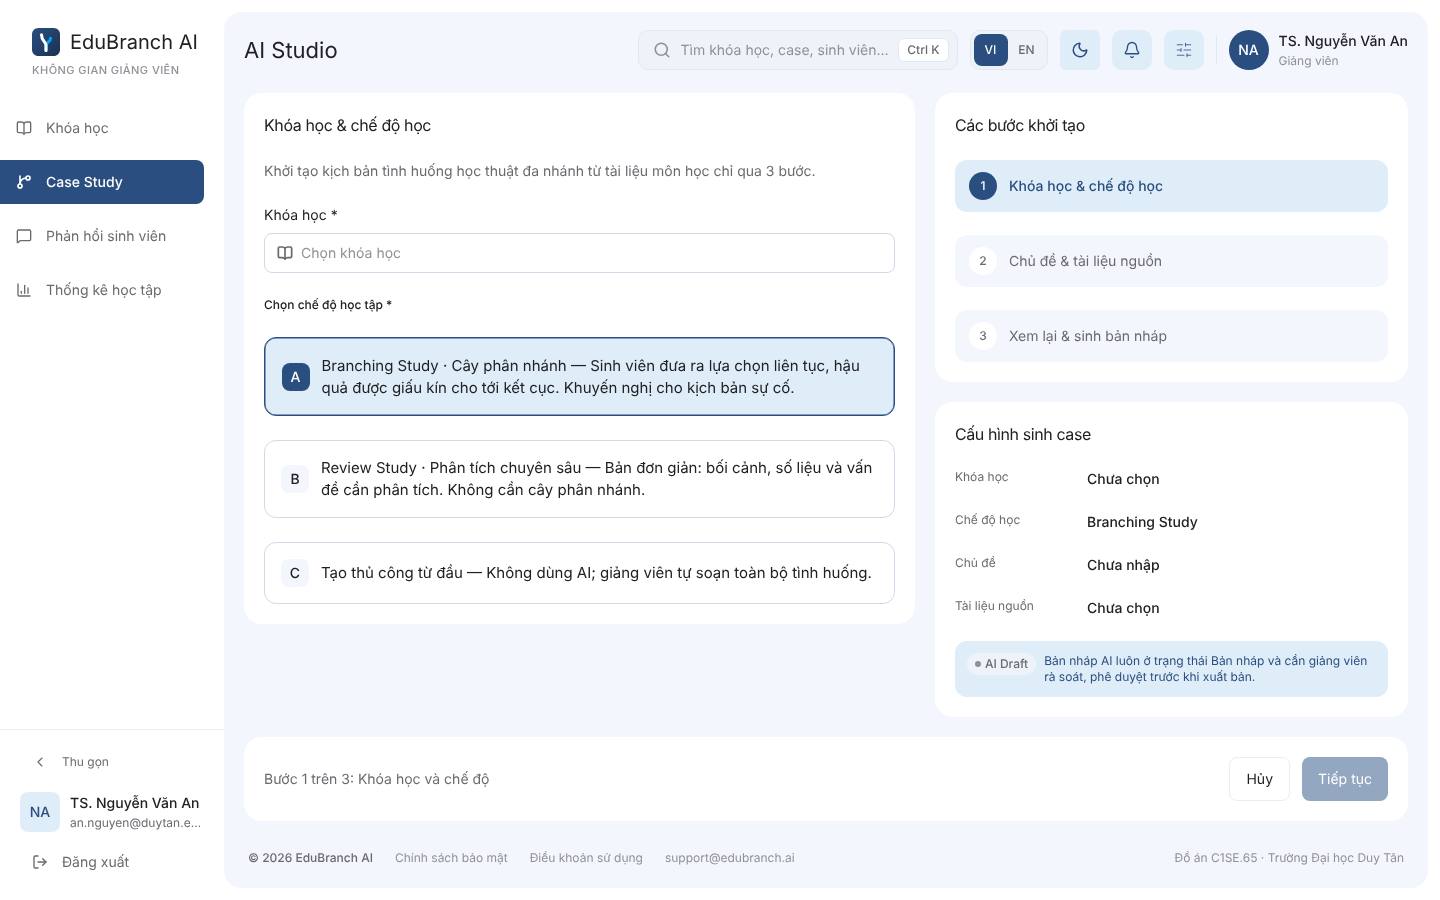 EduBranch AI
KHÔNG GIAN GIẢNG VIÊN
Khóa học
Case Study
Phản hồi sinh viên
Thống kê học tập
Thu gọn
NA
TS. Nguyễn Văn An
an.nguyen@duytan.e...
Đăng xuất
AI Studio
Tìm khóa học, case, sinh viên... Ctrl K
VI EN
NA
TS. Nguyễn Văn An
Giảng viên
Khóa học & chế độ học
Khởi tạo kịch bản tình huống học thuật đa nhánh từ tài liệu môn học chỉ qua 3 bước.
Khóa học *
Chọn khóa học
Chọn chế độ học tập *
A
Branching Study · Cây phân nhánh — Sinh viên đưa ra lựa chọn liên tục, hậu
quả được giấu kín cho tới kết cục. Khuyến nghị cho kịch bản sự cố.
B
Review Study · Phân tích chuyên sâu — Bản đơn giản: bối cảnh, số liệu và vấn
đề cần phân tích. Không cần cây phân nhánh.
C
Tạo thủ công từ đầu — Không dùng AI; giảng viên tự soạn toàn bộ tình huống.
Các bước khởi tạo
1 Khóa học & chế độ học
2 Chủ đề & tài liệu nguồn
3 Xem lại & sinh bản nháp
Cấu hình sinh case
Khóa học Chưa chọn
Chế độ học Branching Study
Chủ đề Chưa nhập
Tài liệu nguồn Chưa chọn
AI Draft
Bản nháp AI luôn ở trạng thái Bản nháp và cần giảng viên
rà soát, phê duyệt trước khi xuất bản.
Bước 1 trên 3: Khóa học và chế độ
Hủy
Tiếp tục
© 2026 EduBranch AI Chính sách bảo mật Điều khoản sử dụng support@edubranch.ai
Đồ án C1SE.65 · Trường Đại học Duy Tân